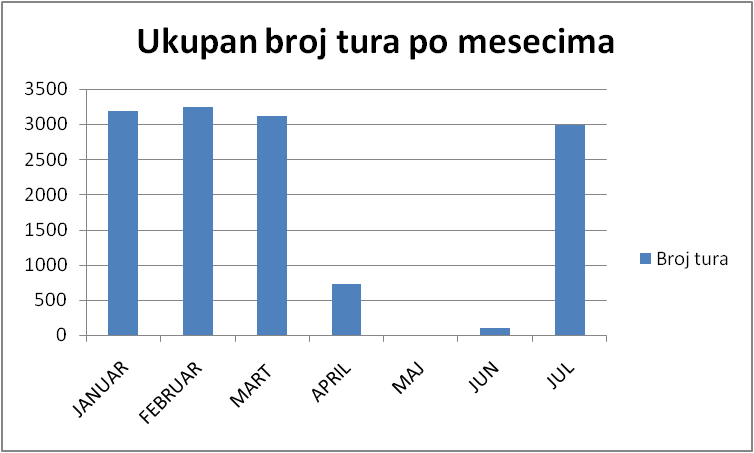 Ukupan broj tura po mesecima
3500
3000
2500
2000
1500
1000
500
0
JANUAR
FEBRUAR
MART
APRIL
MAJ
JUN
JUL
Broj tura